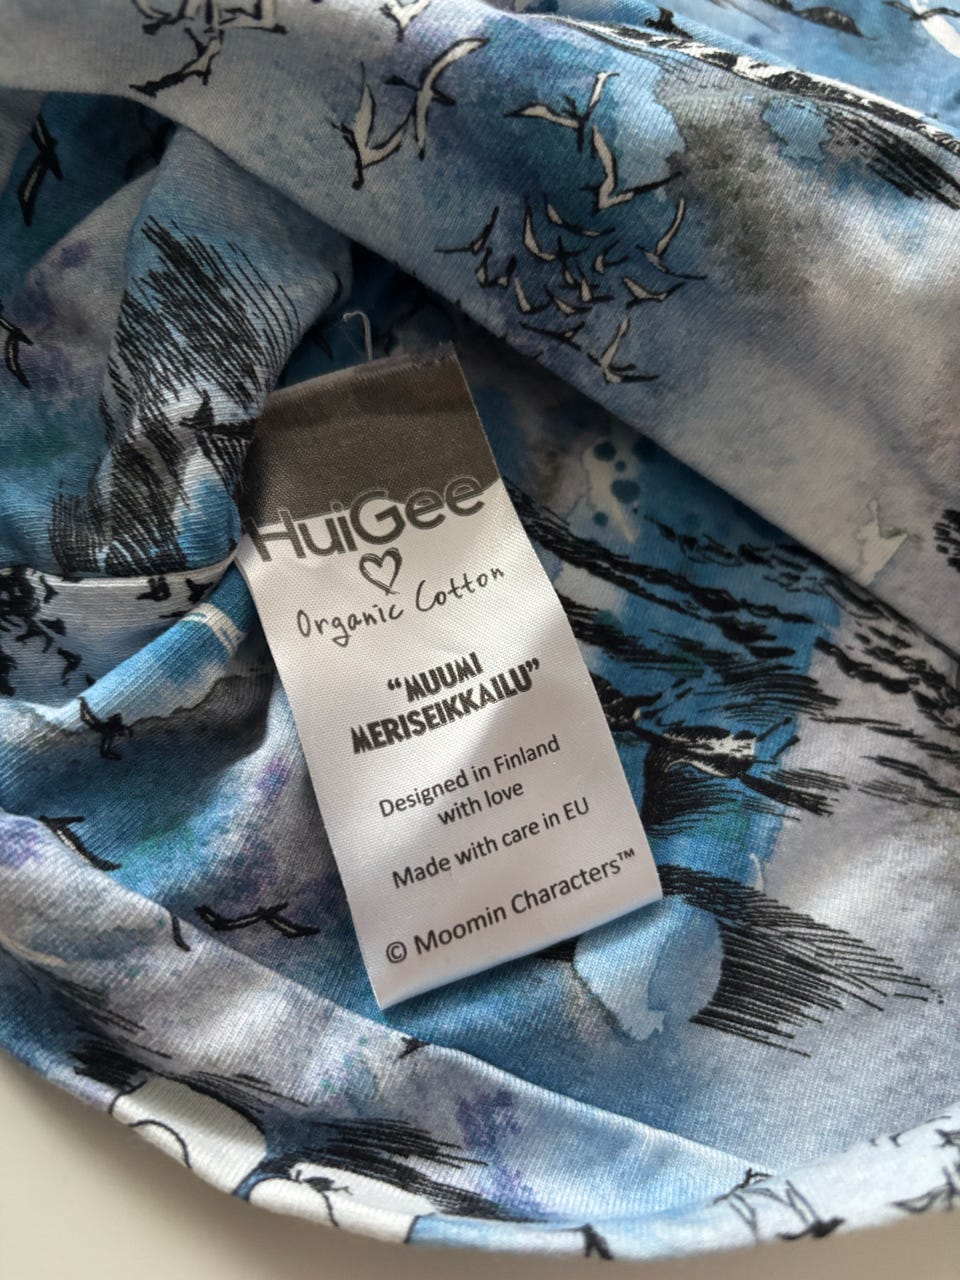 HuiGee
Organic Cotton
“MUUMI
MERISEIKKAILU”
Designed in Finland
with love
Made with care in EU
© Moomin Characters™